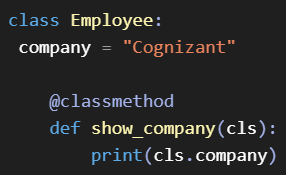 class Employee:
 company = "Cognizant"

    @classmethod
    def show_company(cls):
        print(cls.company)